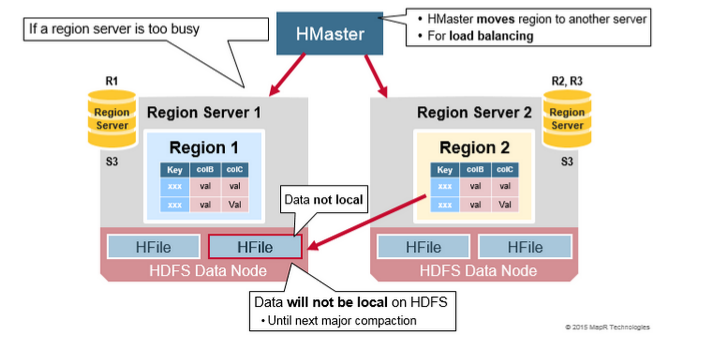 If a region server is too busy
HMaster
• HMaster moves region to another server
• For load balancing
R1
Region
Server
S3
Region Server 1
Region 1
Key colB colC
xxx val val
xxx val Val
Data not local
HFile HFile
HDFS Data Node
Data will not be local on HDFS
• Until next major compaction
R2, R3
Region
Server
S3
Region Server 2
Region 2
Key colB colC
xxx val val
xxx val Val
HFile HFile
HDFS Data Node
© 2015 MapR Technologies